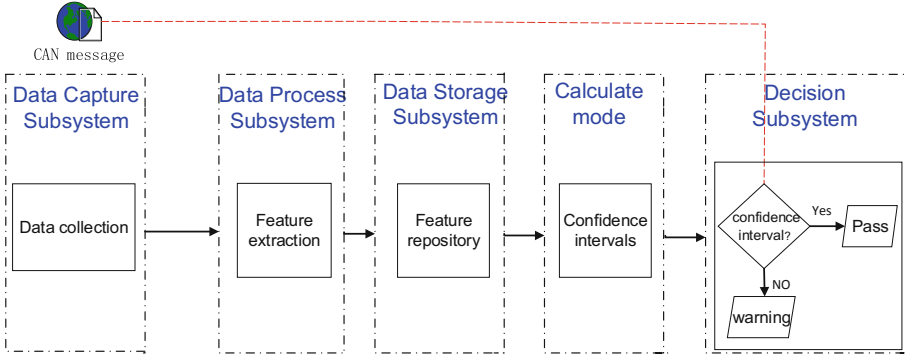 CAN message
Data Capture
Subsystem
Data collection
Data Process
Subsystem
Feature
extraction
Data Storage
Subsystem
Feature
repository
Calculate
mode
Confidence
intervals
Decision
Subsystem
confidence
interval?
Yes
Pass
NO
warning